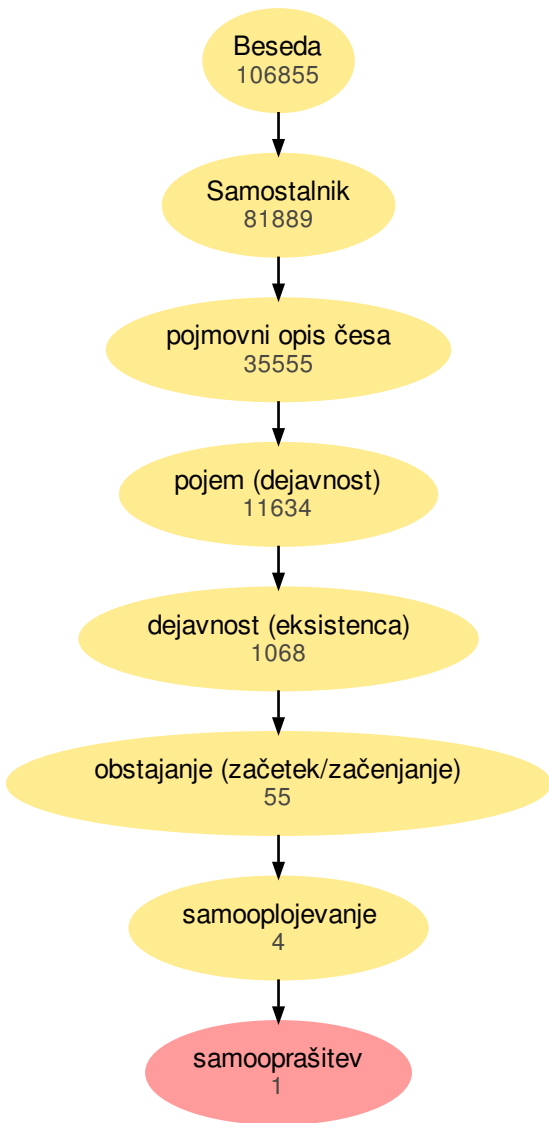 Beseda
106855
Samostalnik
81889
pojmovni opis česa
35555
pojem (dejavnost)
11634
dejavnost (eksistenca)
1068
obstajanje (začetek/začenjanje)
55
samooplojevanje
4
samooprašitev
1